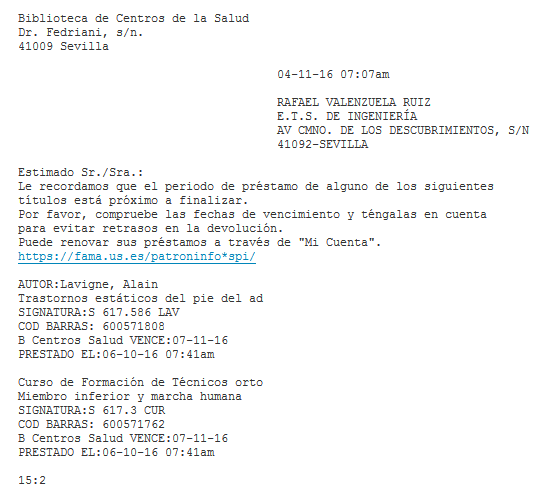 Biblioteca de Centros de la Salud
Dr. Fedriani, s/n.
41009 Sevilla
04-11-16 07:07am
RAFAEL VALENZUELA RUIZ
E.T.S. DE INGENIERÍA
AV CMNO. DE LOS DESCUBRIMIENTOS, S/N
41092-SEVILLA
Estimado Sr./Sra.:
Le recordamos que el periodo de préstamo de alguno de los siguientes
títulos está próximo a finalizar.
Por favor, compruebe las fechas de vencimiento y téngalas en cuenta
para evitar retrasos en la devolución.
Puede renovar sus préstamos a través de "Mi Cuenta".
https://fama.us.es/patroninfo*spi/
AUTOR:Lavigne, Alain
Trastornos estáticos del pie del ad
SIGNATURA:S 617.586 LAV
COD BARRAS: 600571808
B Centros Salud VENCE:07-11-16
PRESTADO EL:06-10-16 07:41am
Curso de Formación de Técnicos orto
Miembro inferior y marcha humana
SIGNATURA:S 617.3 CUR
COD BARRAS: 600571762
B Centros Salud VENCE:07-11-16
PRESTADO EL:06-10-16 07:41am
15:2